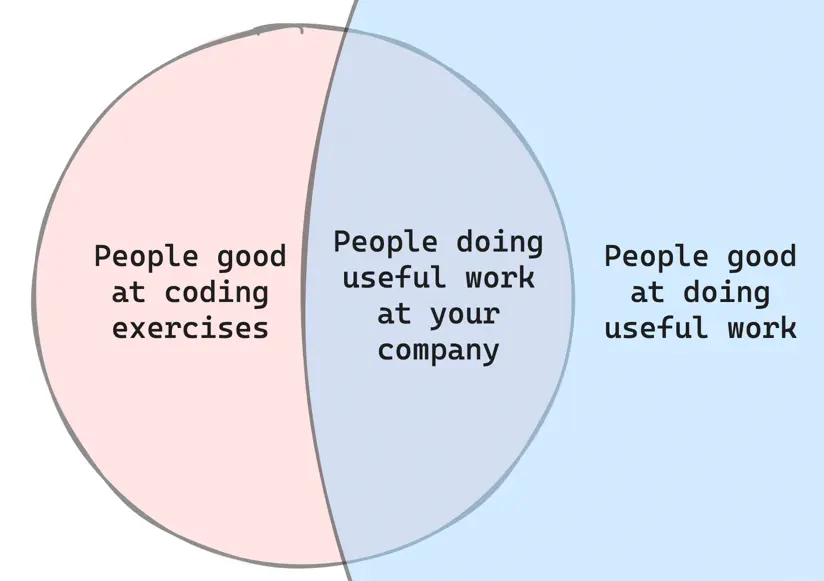 People good
at coding
exercises
People doing
useful work
at your
company
People good
at doing
useful work